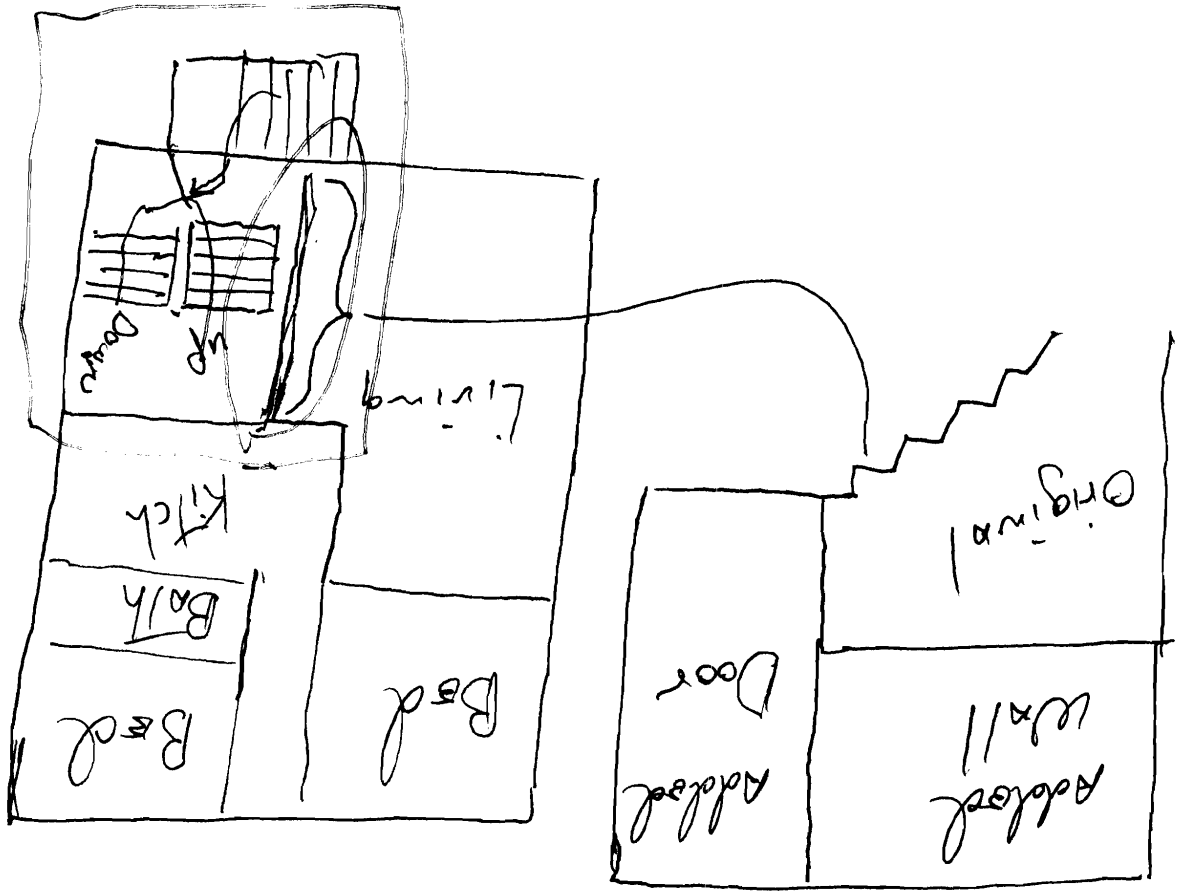 Down
up
Living
Kitch
Bath
Bed
Bed
Original
Added
Door
Added
Wall